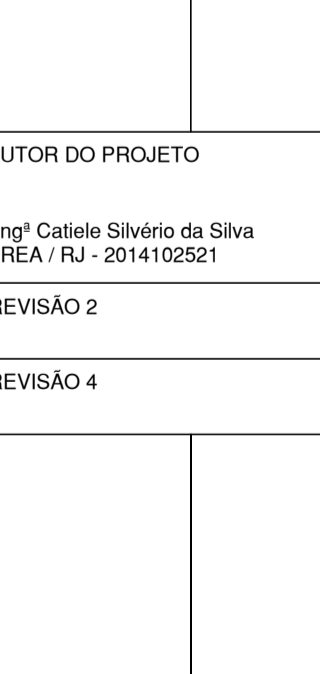 UTOR DO PROJETO
ngª Catiele Silvério da Silva
REA / RJ - 2014102521
REVISÃO 2
REVISÃO 4